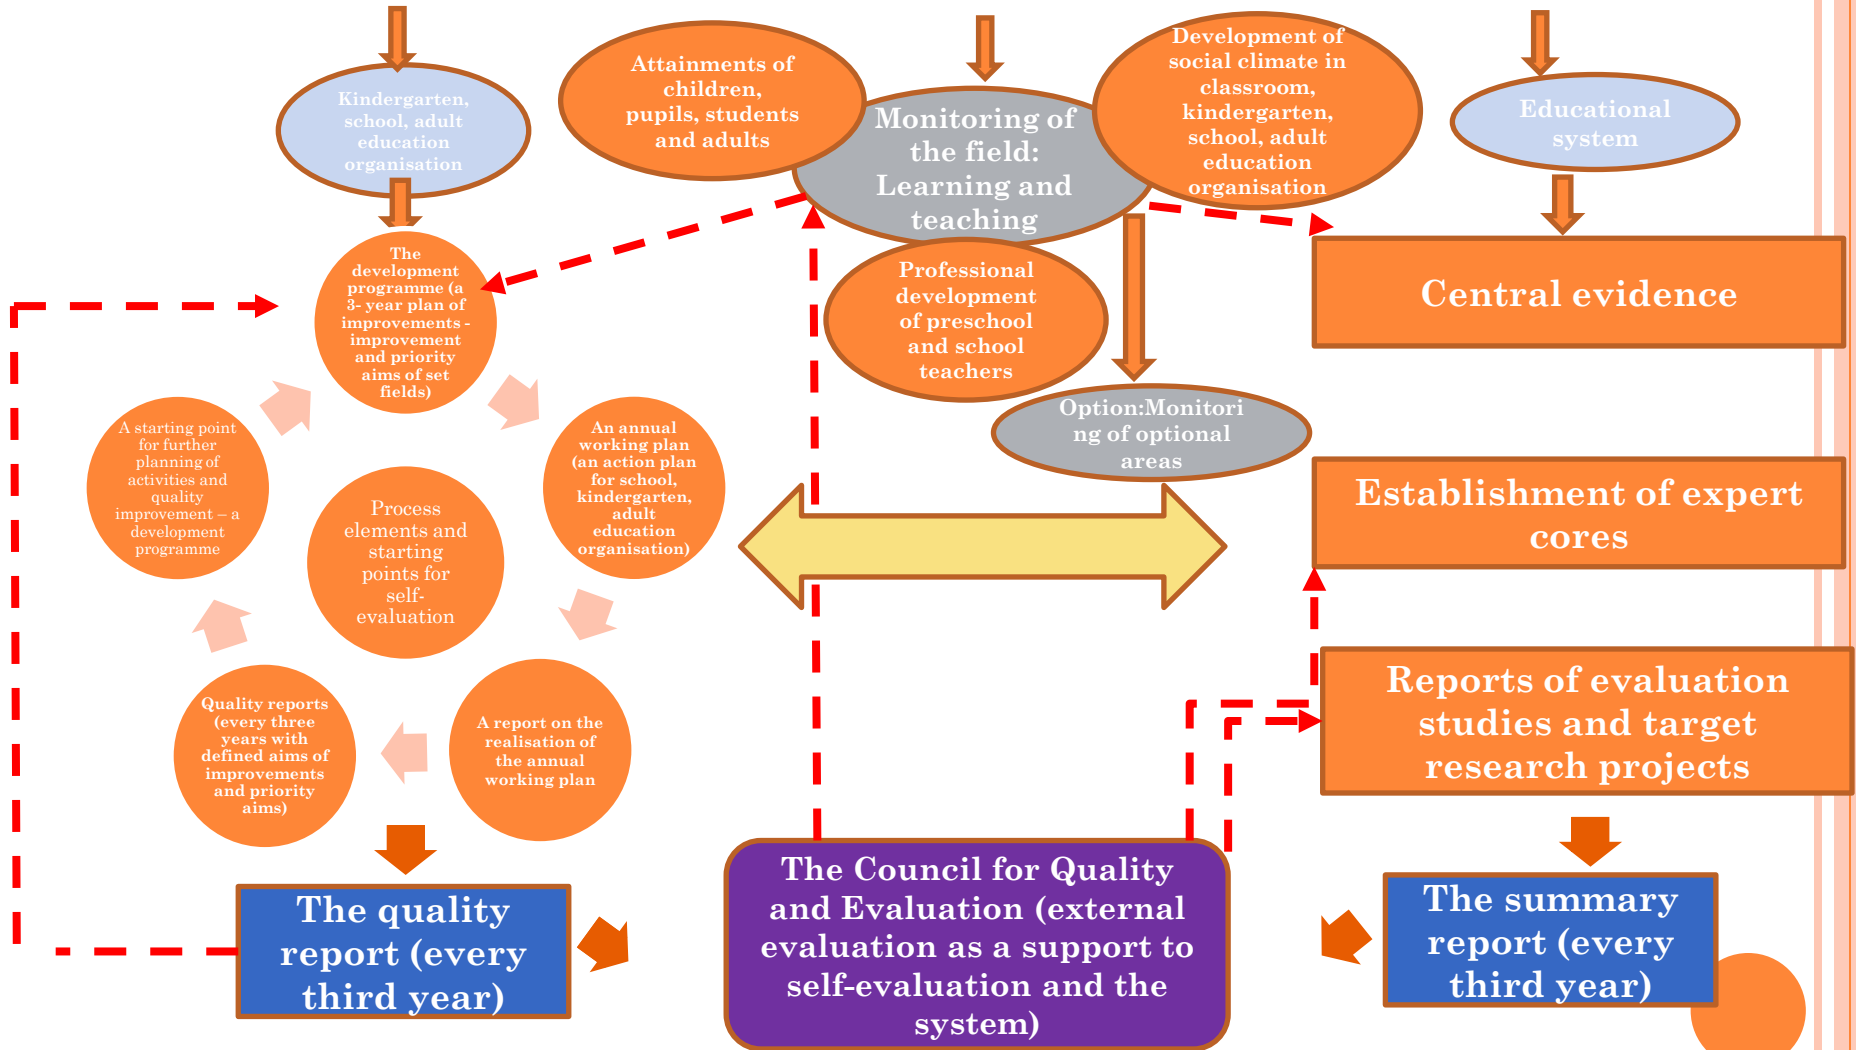 Kindergarten,
school, adult
education
organisation
Attainments of
children,
pupils, students
and adults
Monitoring of
the field:
Learning and
teaching
Development of
social climate in
classroom,
kindergarten,
school, adult
education
organisation
Educational
system
The
development
programme (a
3- year plan of
improvements -
improvement
and priority
aims of set
fields)
Professional
development
of preschool
and school
teachers
Central evidence
Option:Monitori
ng of optional
areas
A starting point
for further
planning of
activities and
quality
improvement – a
development
programme
An annual
working plan
(an action plan
for school,
kindergarten,
adult
education
organisation)
Process
elements and
starting
points for
self-
evaluation
Establishment of expert
cores
Quality reports
(every three
years with
defined aims of
improvements
and priority
aims)
A report on the
realisation of
the annual
working plan
Reports of evaluation
studies and target
research projects
The quality
report (every
third year)
The Council for Quality
and Evaluation (external
evaluation as a support to
self-evaluation and the
system)
The summary
report (every
third year)